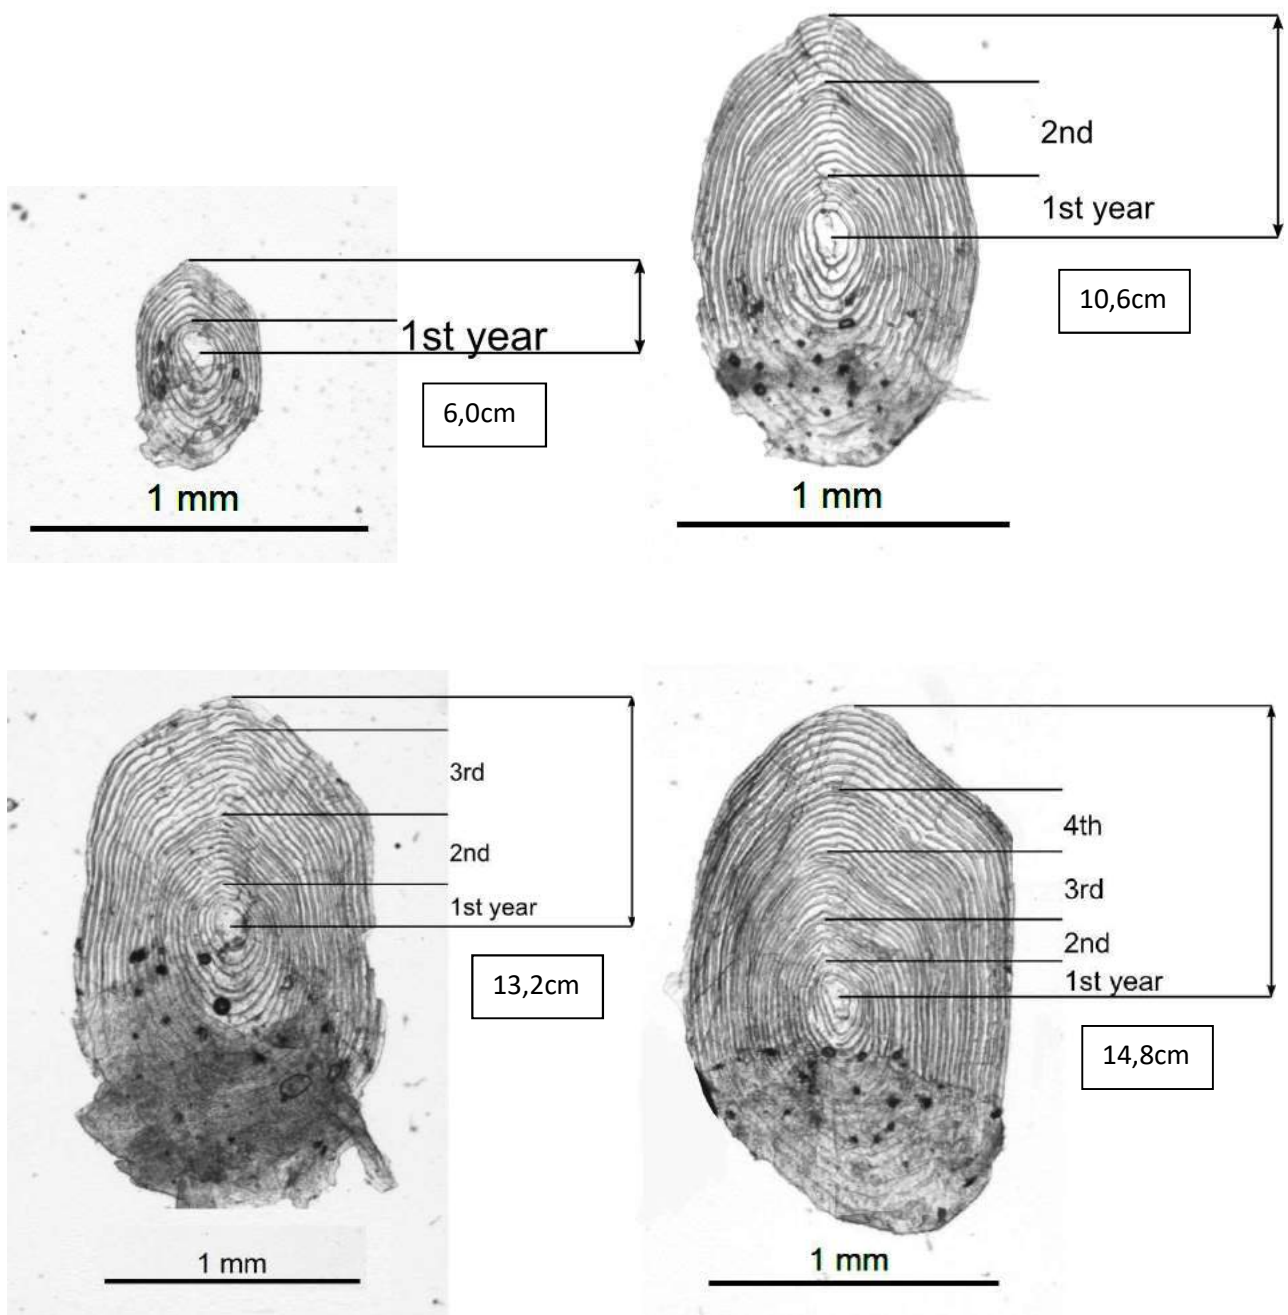 1st year
6,0cm
1 mm
2nd
1st year
10,6cm
1 mm
3rd
2nd
1st year
13,2cm
1 mm
4th
3rd
2nd
1st year
14,8cm
1 mm